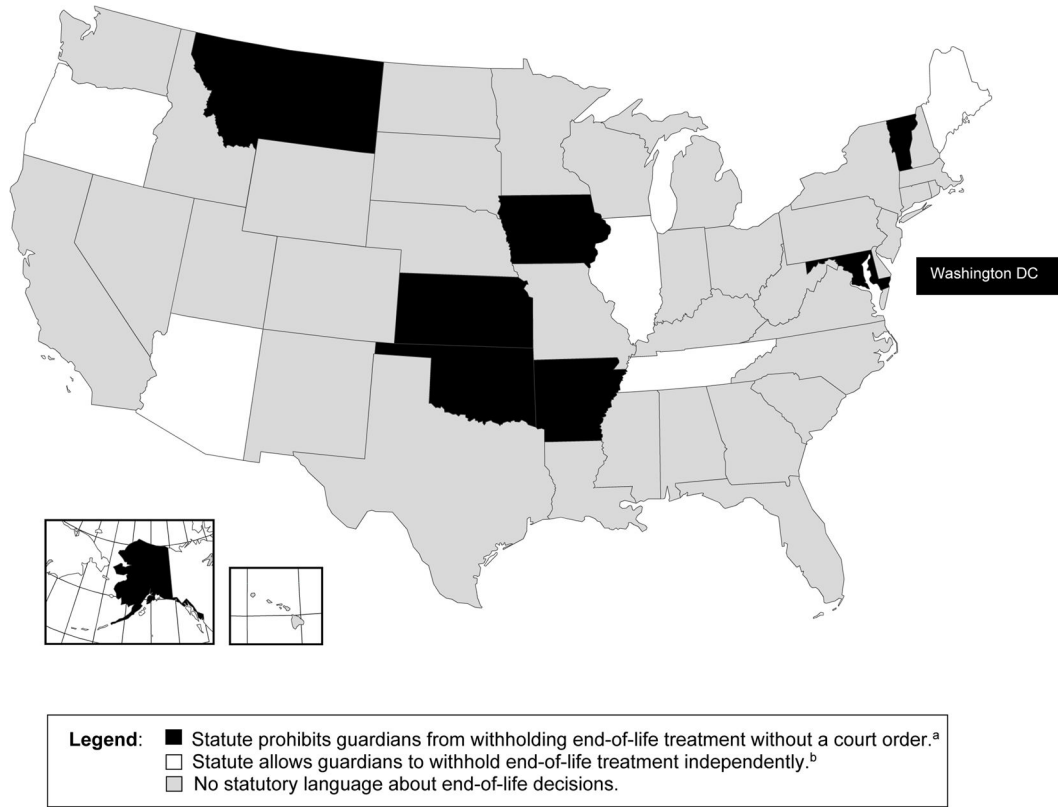 Washington DC
Legend: Statute prohibits guardians from withholding end-of-life treatment without a court order.ᵃ
Statute allows guardians to withhold end-of-life treatment independently.ᵇ
No statutory language about end-of-life decisions.